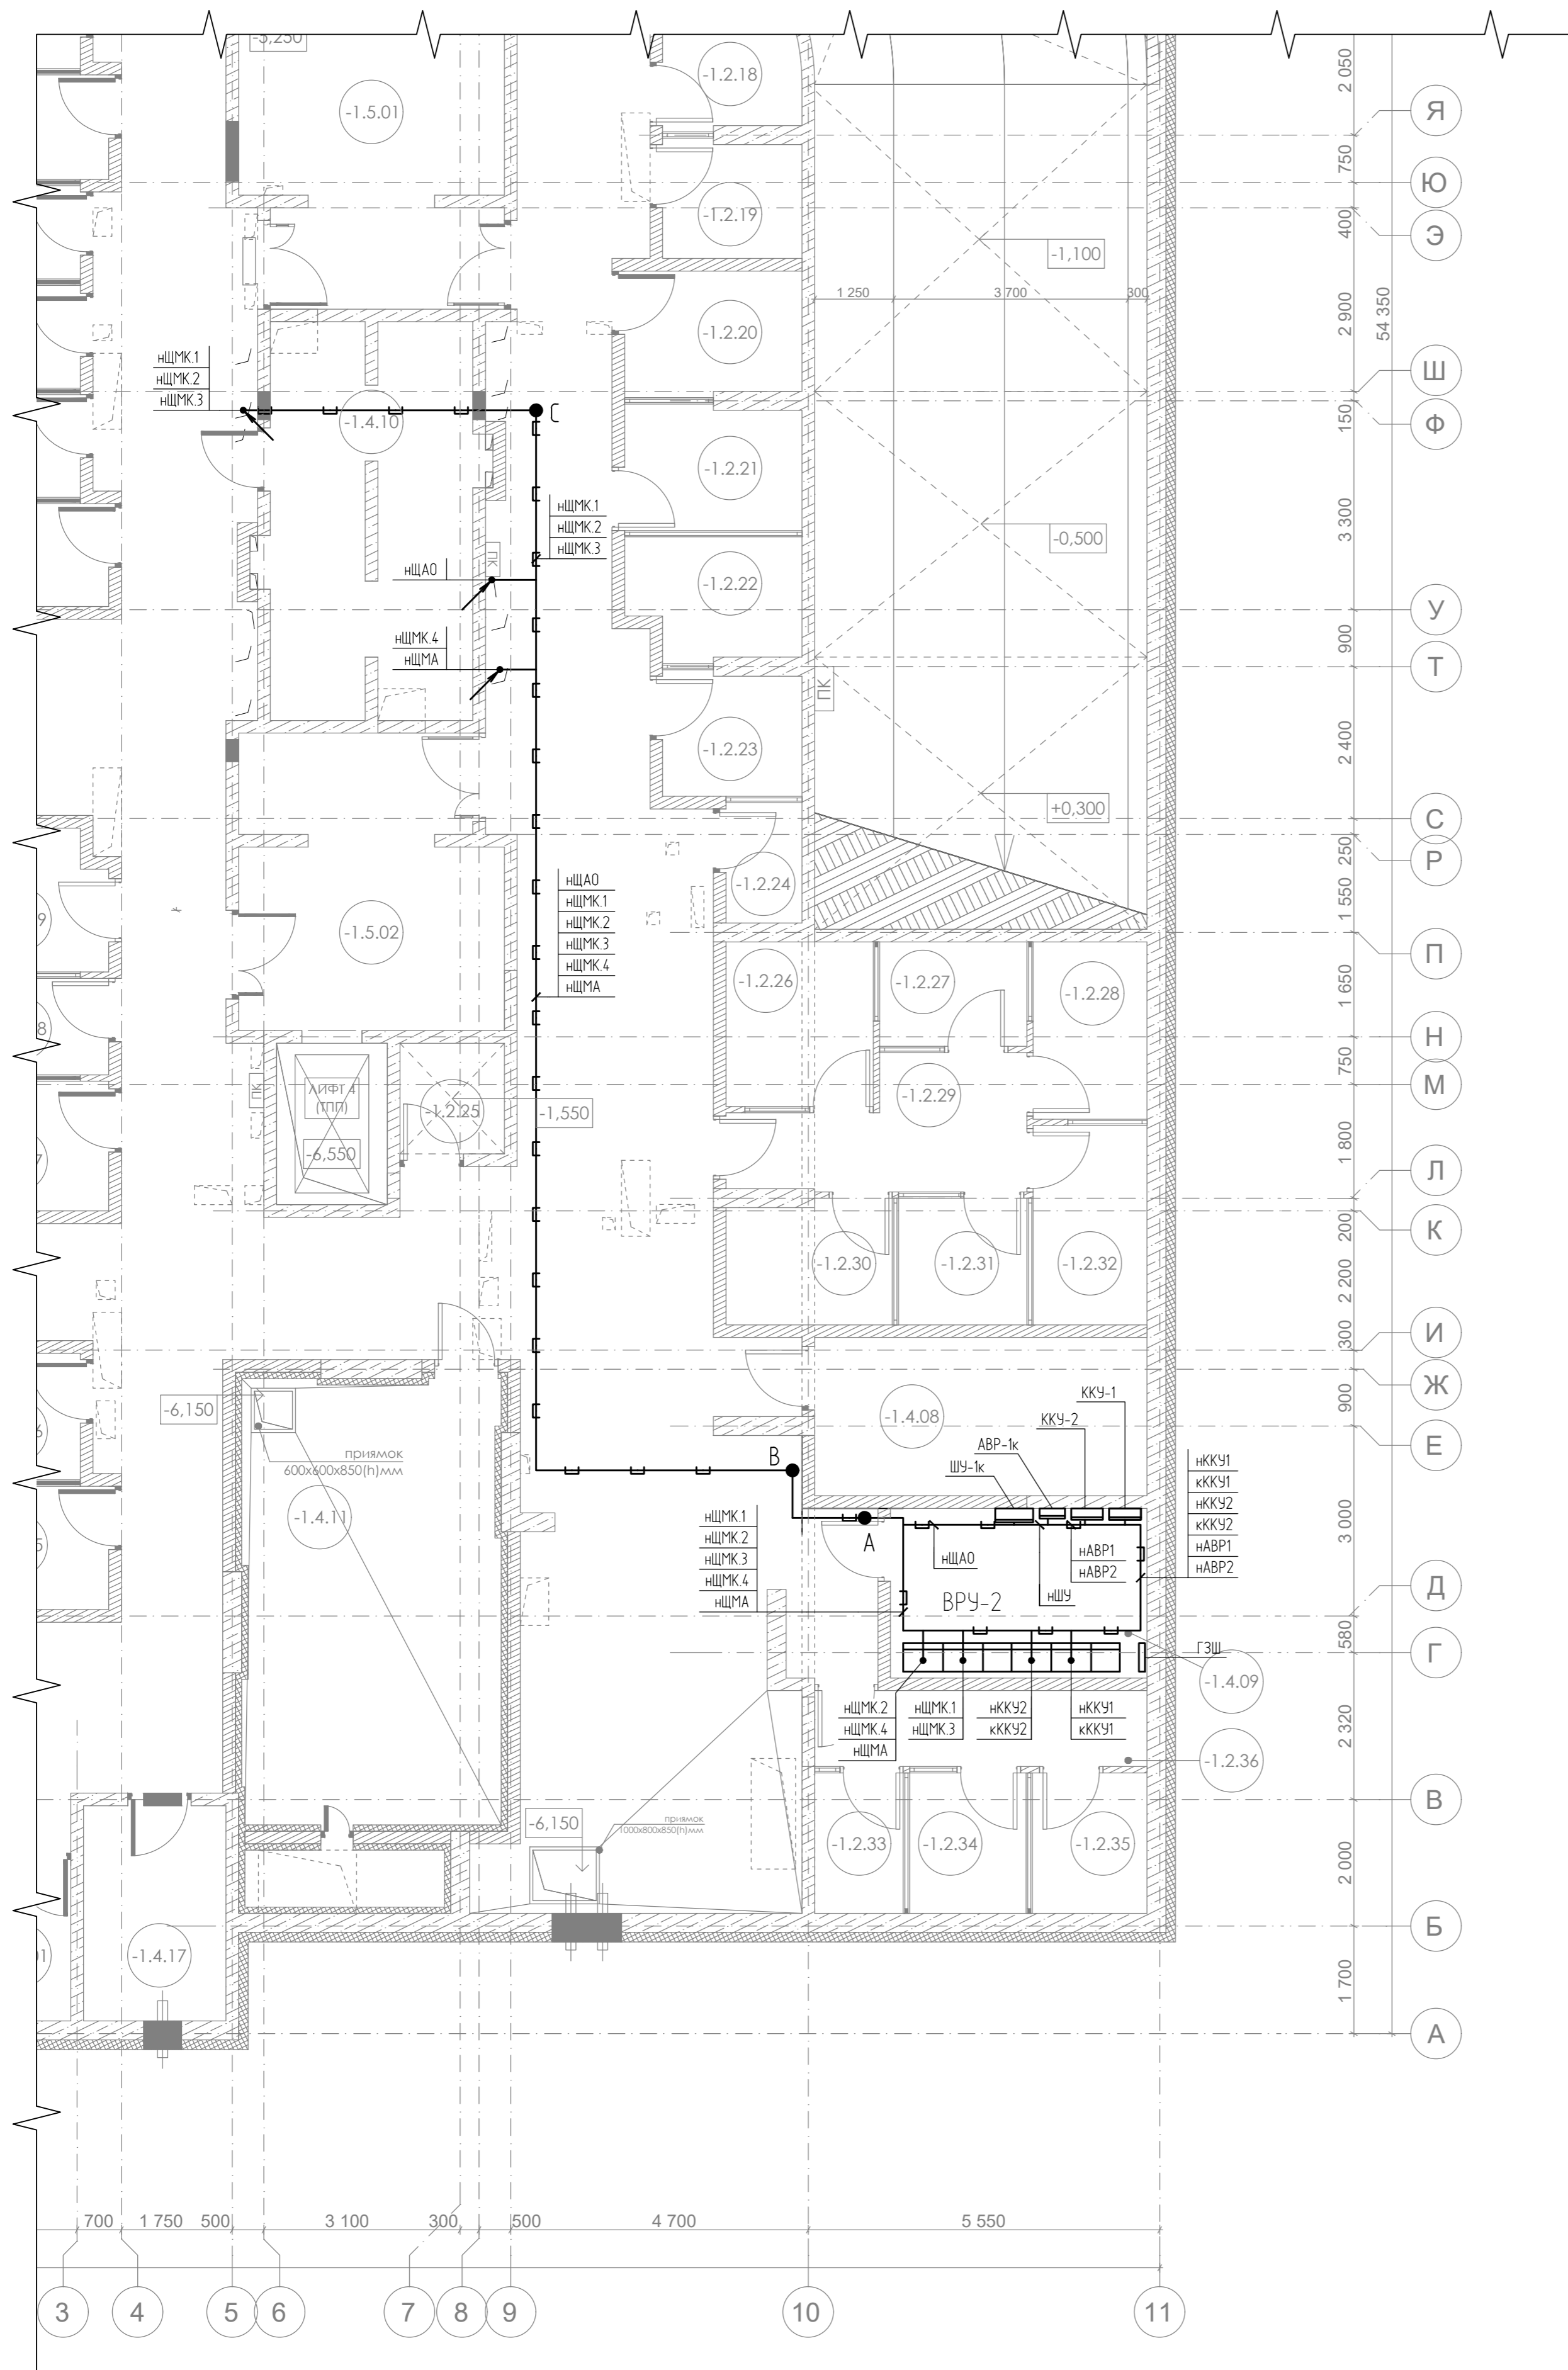 -5,250
-1.5.01
-1.2.18
2 050
Я
750
Ю
-1.2.19
400
Э
-1,100
1 250
3 700
300
2 900
54 350
-1.2.20
нЩМК.1
нЩМК.2
нЩМК.3
Ш
150
Ф
С
-1.4.10
-1.2.21
нЩМК.1
нЩМК.2
нЩМК.3
3 300
-0,500
ПК
нЩАО
-1.2.22
У
нЩМК.4
нЩМА
900
Т
ПК
-1.2.23
2 400
+0,300
С
250
Р
нЩАО
нЩМК.1
нЩМК.2
нЩМК.3
нЩМК.4
нЩМА
-1.2.24
1 550
9
-1.5.02
П
-1.2.26
-1.2.27
-1.2.28
1 650
8
Н
750
ПК
ЛИФТ 4
(ТПП)
-1.2.25
-1,550
-1.2.29
М
-6,550
7
1 800
Л
200
К
-1.2.30
-1.2.31
-1.2.32
2 200
И
300
Ж
-6,150
ККУ-1
900
6
приямок
600х600х850(h)мм
-1.4.08
ККУ-2
Е
АВР-1к
ШУ-1к
В
нККУ1
кККУ1
нККУ2
кККУ2
нАВР1
нАВР2
-1.4.11
5
А
3 000
нЩМК.1
нЩМК.2
нЩМК.3
нЩМК.4
нЩМА
нЩАО
нАВР1
нАВР2
нШУ
ВРУ-2
Д
580
Г
ГЗШ
-1.4.09
нЩМК.2
нЩМК.4
нЩМА
нЩМК.1
нЩМК.3
нККУ2
кККУ2
нККУ1
кККУ1
2 320
-1.2.36
В
-6,150
приямок
1000х800х850(h)мм
-1.2.33
-1.2.34
-1.2.35
2 000
Б
01
-1.4.17
1 700
А
700
1 750
500
3 100
300
500
4 700
5 550
3
4
5
6
7
8
9
10
11